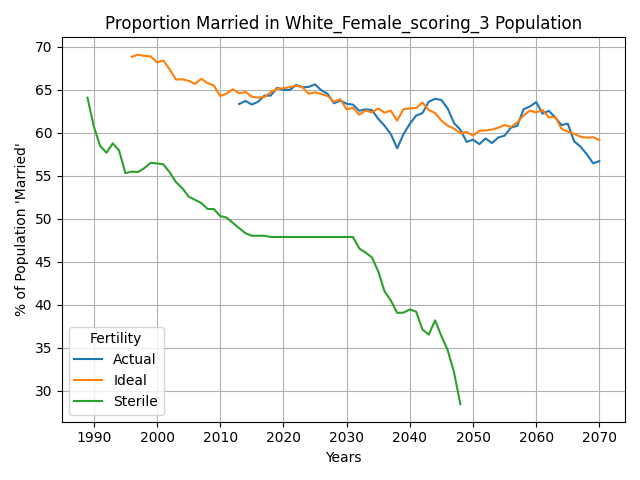 Proportion Married in White_Female_scoring_3 Population
% of Population 'Married'
70
65
60
55
50
45
40
35
30
Fertility
Actual
Ideal
Sterile
1990 2000 2010 2020 2030 2040 2050 2060 2070
Years